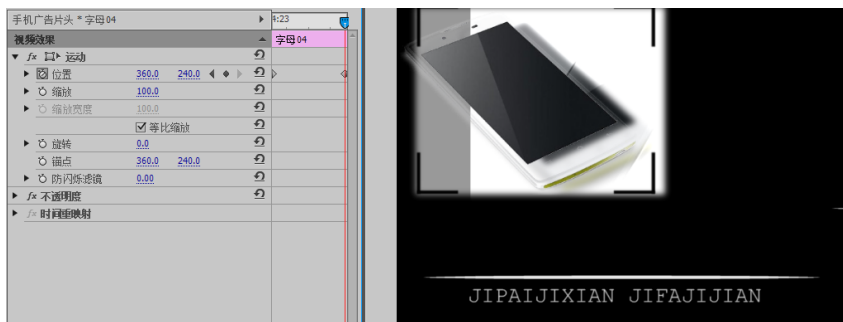 手机广告片头 * 字母04 4:23
视频效果 字母04
fx 运动
位置 360.0 240.0
缩放 100.0
缩放宽度 100.0
等比缩放
旋转 0.0
锚点 360.0 240.0
防闪烁滤镜 0.00
fx 不透明度
fx 时间重映射
JIPAIJIXIAN JIFAJIJIAN